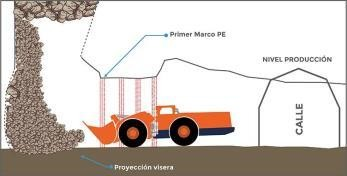 Primer Marco PE
NIVEL PRODUCCIÓN
CALLE
Proyección visera